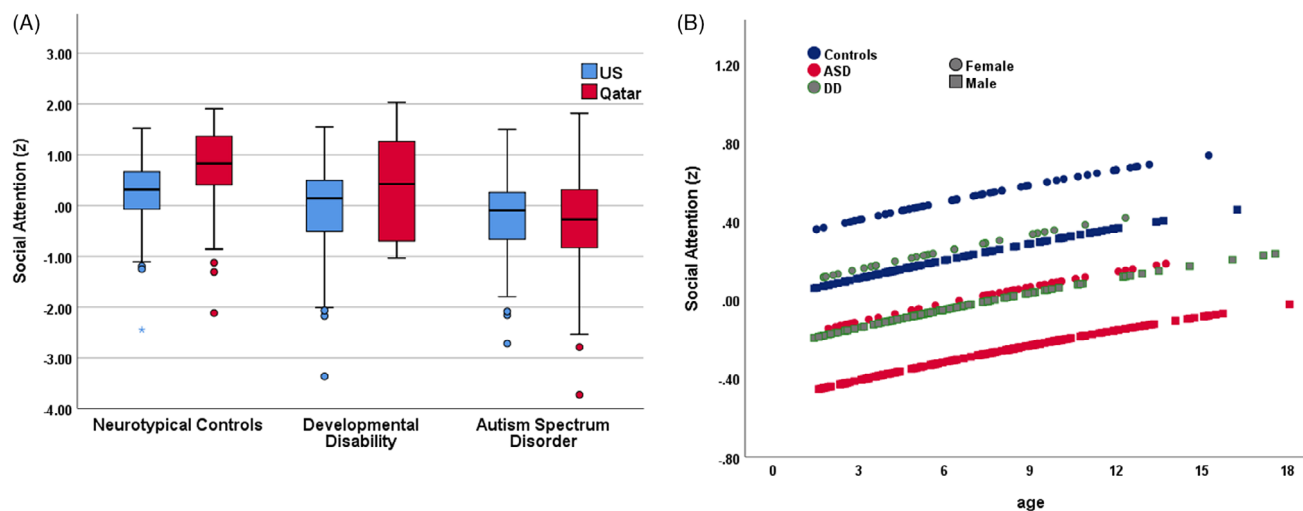 (A)
3.00
2.00
1.00
.00
-1.00
-2.00
-3.00
-4.00
Social Attention (z)
US
Qatar
Neurotypical Controls
Developmental
Disability
Autism Spectrum
Disorder
(B)
Controls
ASD
DD
Female
Male
1.20
.80
.40
.00
-.40
-.80
Social Attention (z)
0 3 6 9 12 15 18
age